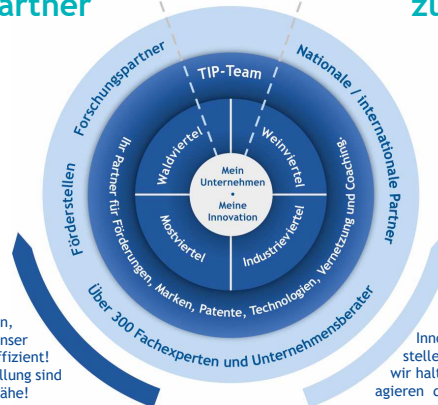 artner
zu
Forschungspartner
Nationale / internationale Partner
TIP-Team
Förderstellen
Waldviertel
Weinviertel
Mein
Unternehmen
•
Meine
Innovation
Mostviertel
Industrieviertel
Ihr Partner für Förderungen, Marken, Patente, Technologien, Vernetzung und Coaching.
Über 300 Fachexperten und Unternehmensberater
n,
nser
ffizient!
llung sind
ähe!
Inno
stelle
wir halt
agieren d